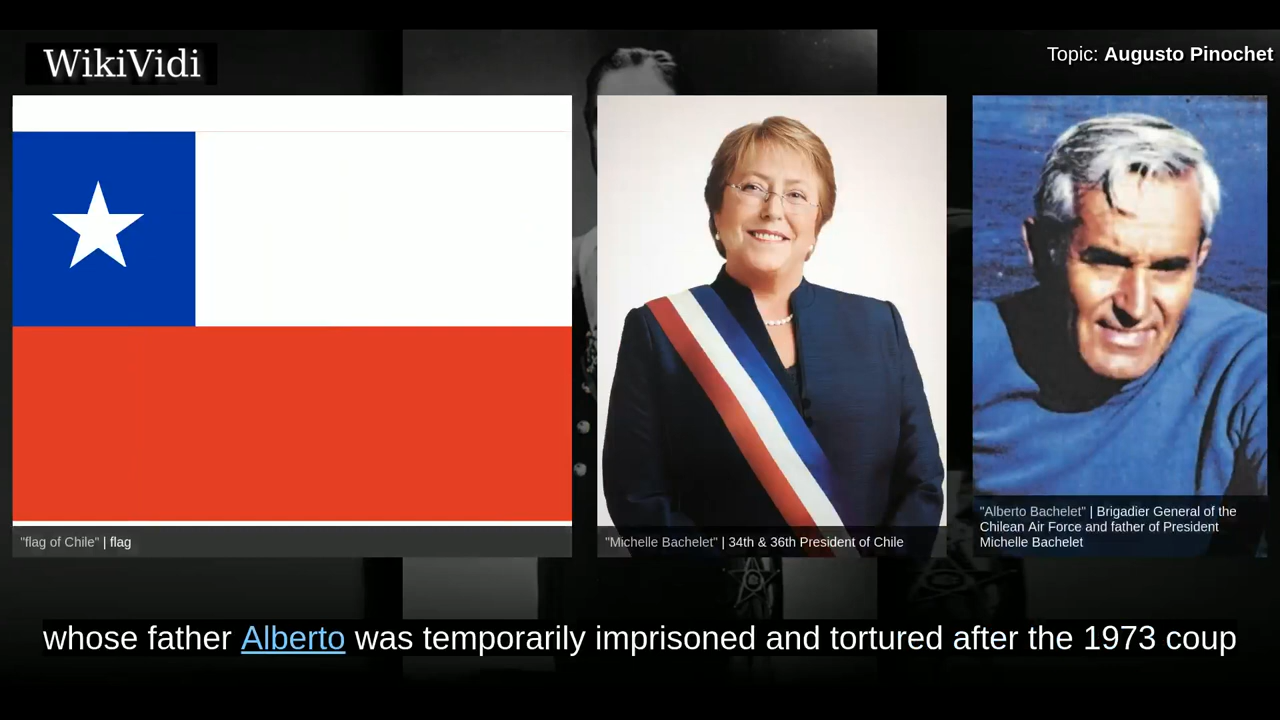 WikiVidi
Topic: Augusto Pinochet
"flag of Chile" | flag
"Michelle Bachelet" | 34th & 36th President of Chile
"Alberto Bachelet" | Brigadier General of the
Chilean Air Force and father of President
Michelle Bachelet
whose father Alberto was temporarily imprisoned and tortured after the 1973 coup